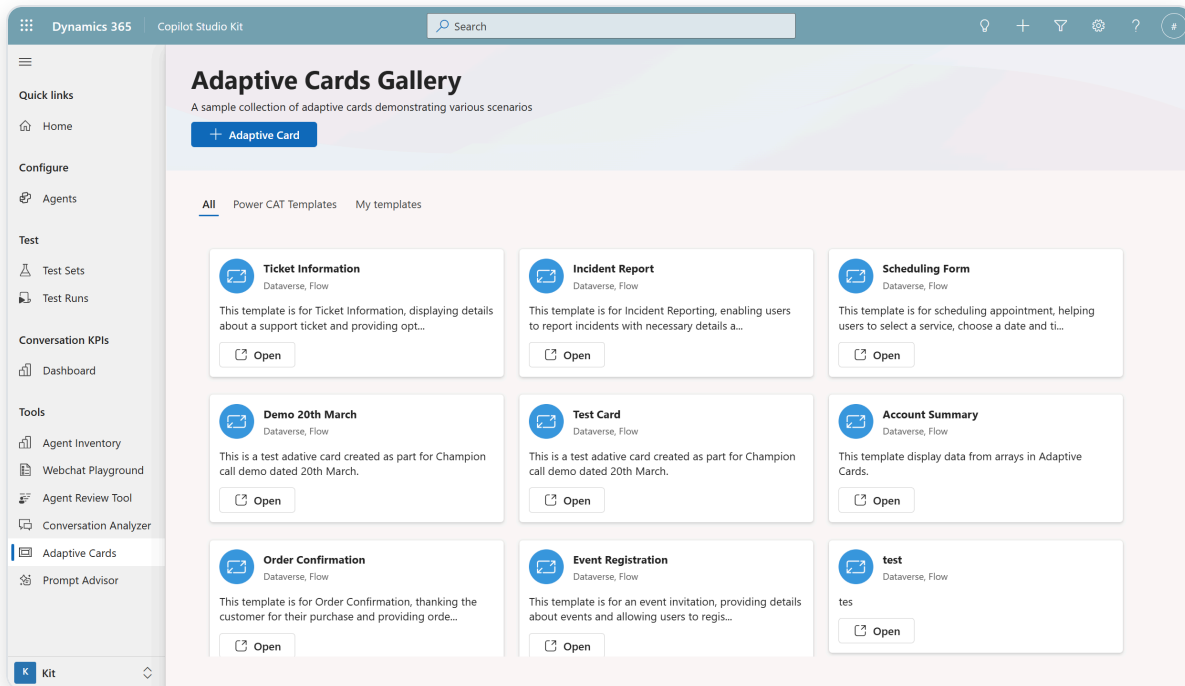 Dynamics 365
Copilot Studio Kit
Search
?
#
Quick links
Home
Configure
Agents
Test
Test Sets
Test Runs
Conversation KPIs
Dashboard
Tools
Agent Inventory
Webchat Playground
Agent Review Tool
Conversation Analyzer
Adaptive Cards
Prompt Advisor
K Kit
Adaptive Cards Gallery
A sample collection of adaptive cards demonstrating various scenarios
+ Adaptive Card
All Power CAT Templates My templates
Ticket Information
Dataverse, Flow
This template is for Ticket Information, displaying details
about a support ticket and providing opt...
Open
Incident Report
Dataverse, Flow
This template is for Incident Reporting, enabling users
to report incidents with necessary details a...
Open
Scheduling Form
Dataverse, Flow
This template is for scheduling appointment, helping
users to select a service, choose a date and ti...
Open
Demo 20th March
Dataverse, Flow
This is a test adative card created as part for Champion
call demo dated 20th March.
Open
Test Card
Dataverse, Flow
This is a test adative card created as part for Champion
call demo dated 20th March.
Open
Account Summary
Dataverse, Flow
This template display data from arrays in Adaptive
Cards.
Open
Order Confirmation
Dataverse, Flow
This template is for Order Confirmation, thanking the
customer for their purchase and providing orde...
Open
Event Registration
Dataverse, Flow
This template is for an event invitation, providing details
about events and allowing users to regis...
Open
test
Dataverse, Flow
tes
Open